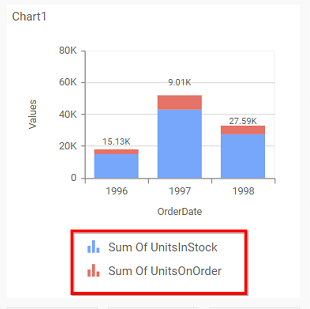 Chart1
80K
60K
40K
20K
0
Values
15.13K
9.01K
27.59K
1996
1997
1998
OrderDate
Sum Of UnitsInStock
Sum Of UnitsOnOrder